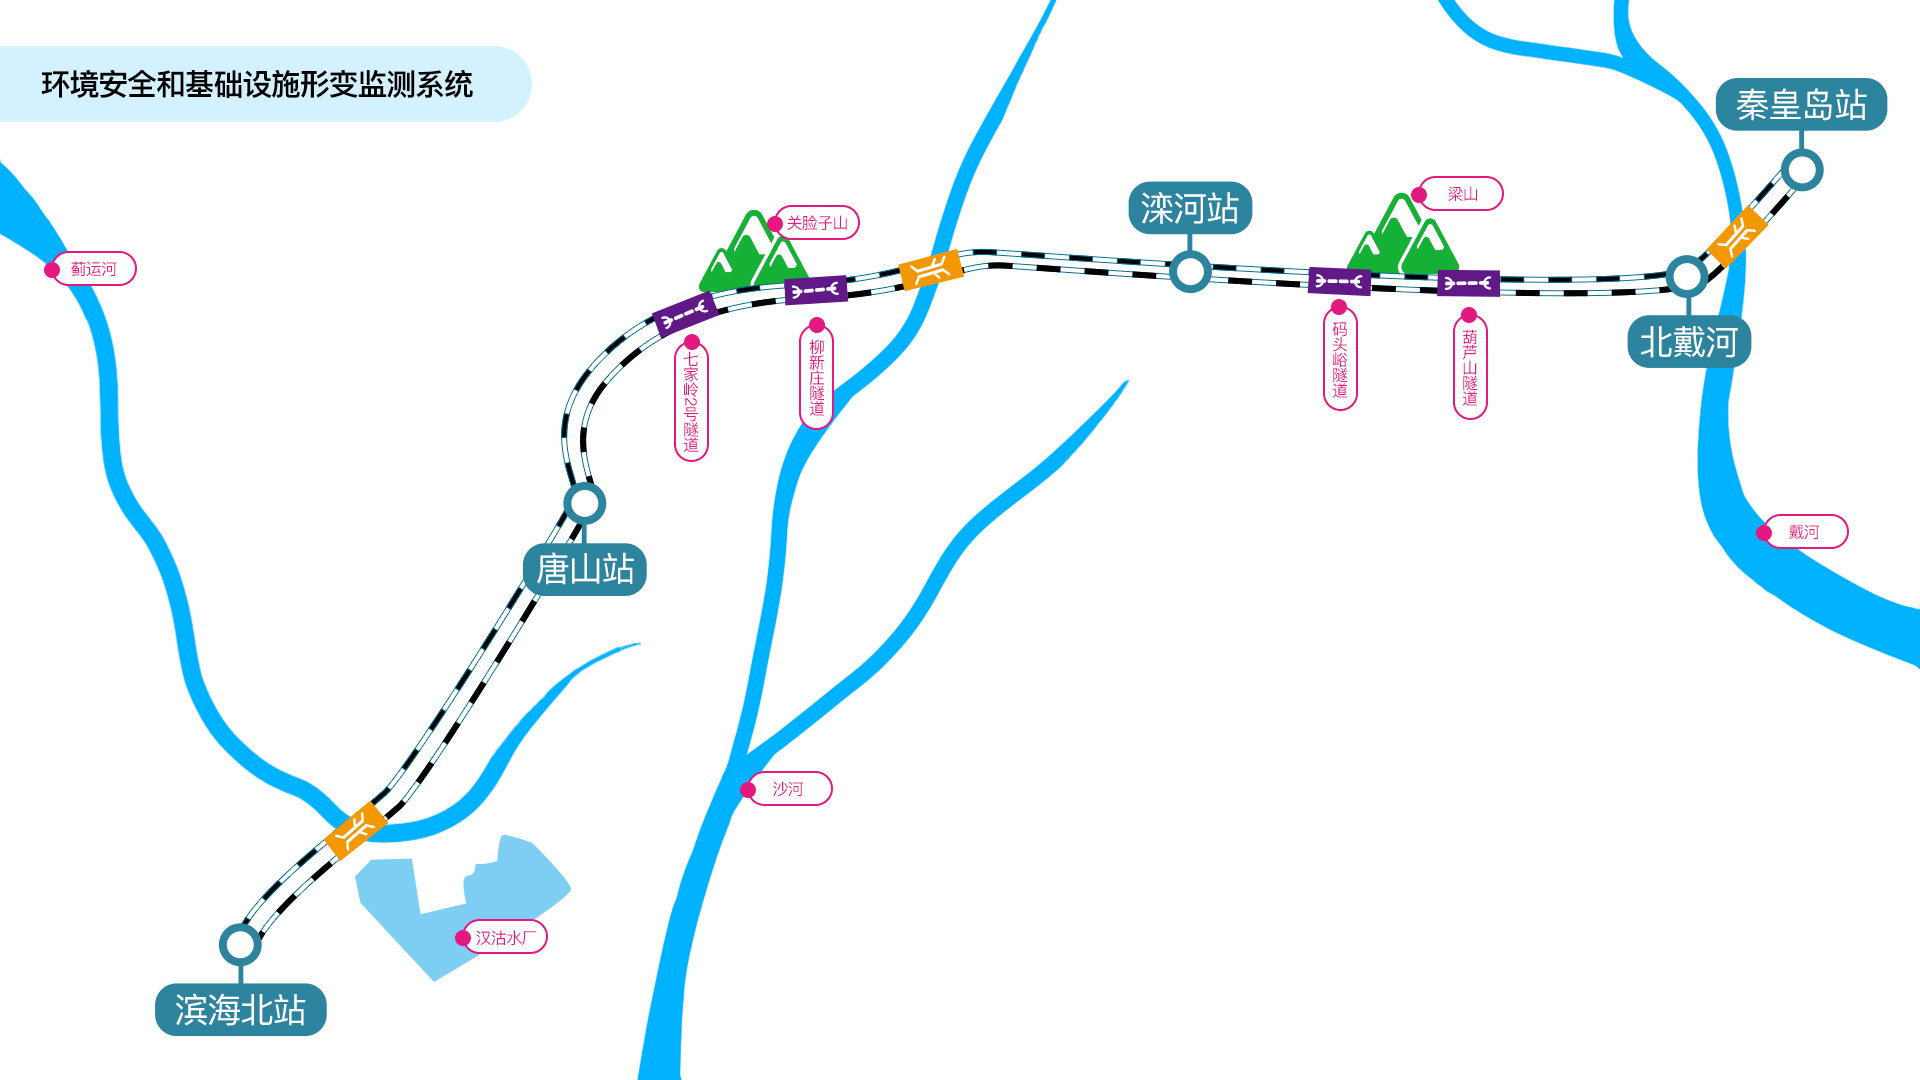 环境安全和基础设施形变监测系统
秦皇岛站
梁山
滦河站
关脸子山
蓟运河
北戴河
码头峪隧道
葫芦山隧道
柳新庄隧道
七家岭2号隧道
戴河
唐山站
沙河
汉沽水厂
滨海北站